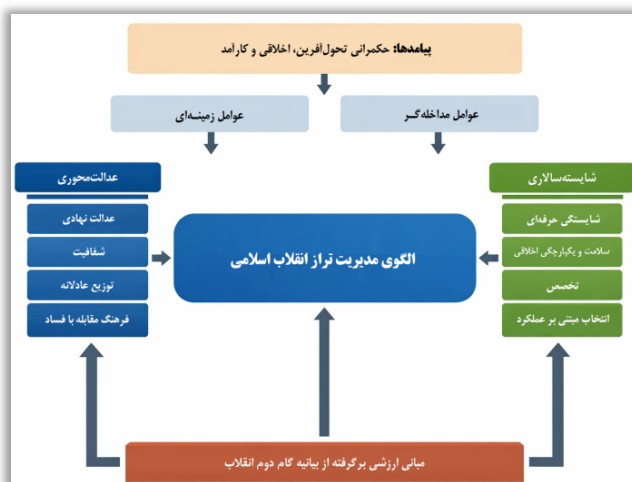 پیامدها: حکمرانی تحول‌آفرین، اخلاقی و کارآمد
عوامل مداخله‌گر
عوامل زمینه‌ای
شایسته‌سالاری
شایستگی حرفه‌ای
سلامت و یکپارچگی اخلاقی
تخصص
انتخاب مبتنی بر عملکرد
الگوی مدیریت تراز انقلاب اسلامی
عدالت‌محوری
عدالت نهادی
شفافیت
توزیع عادلانه
فرهنگ مقابله با فساد
مبانی ارزشی برگرفته از بیانیه گام دوم انقلاب